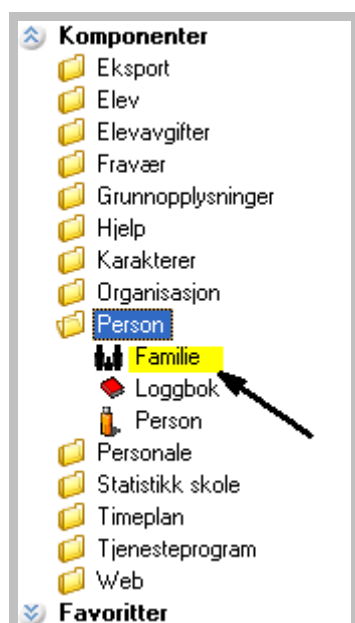 Komponenter
Eksport
Elev
Elevavgifter
Fravær
Grunnopplysninger
Hjelp
Karakterer
Organisasjon
Person
Familie
Loggbok
Person
Personale
Statistikk skole
Timeplan
Tjenesteprogram
Web
Favoritter